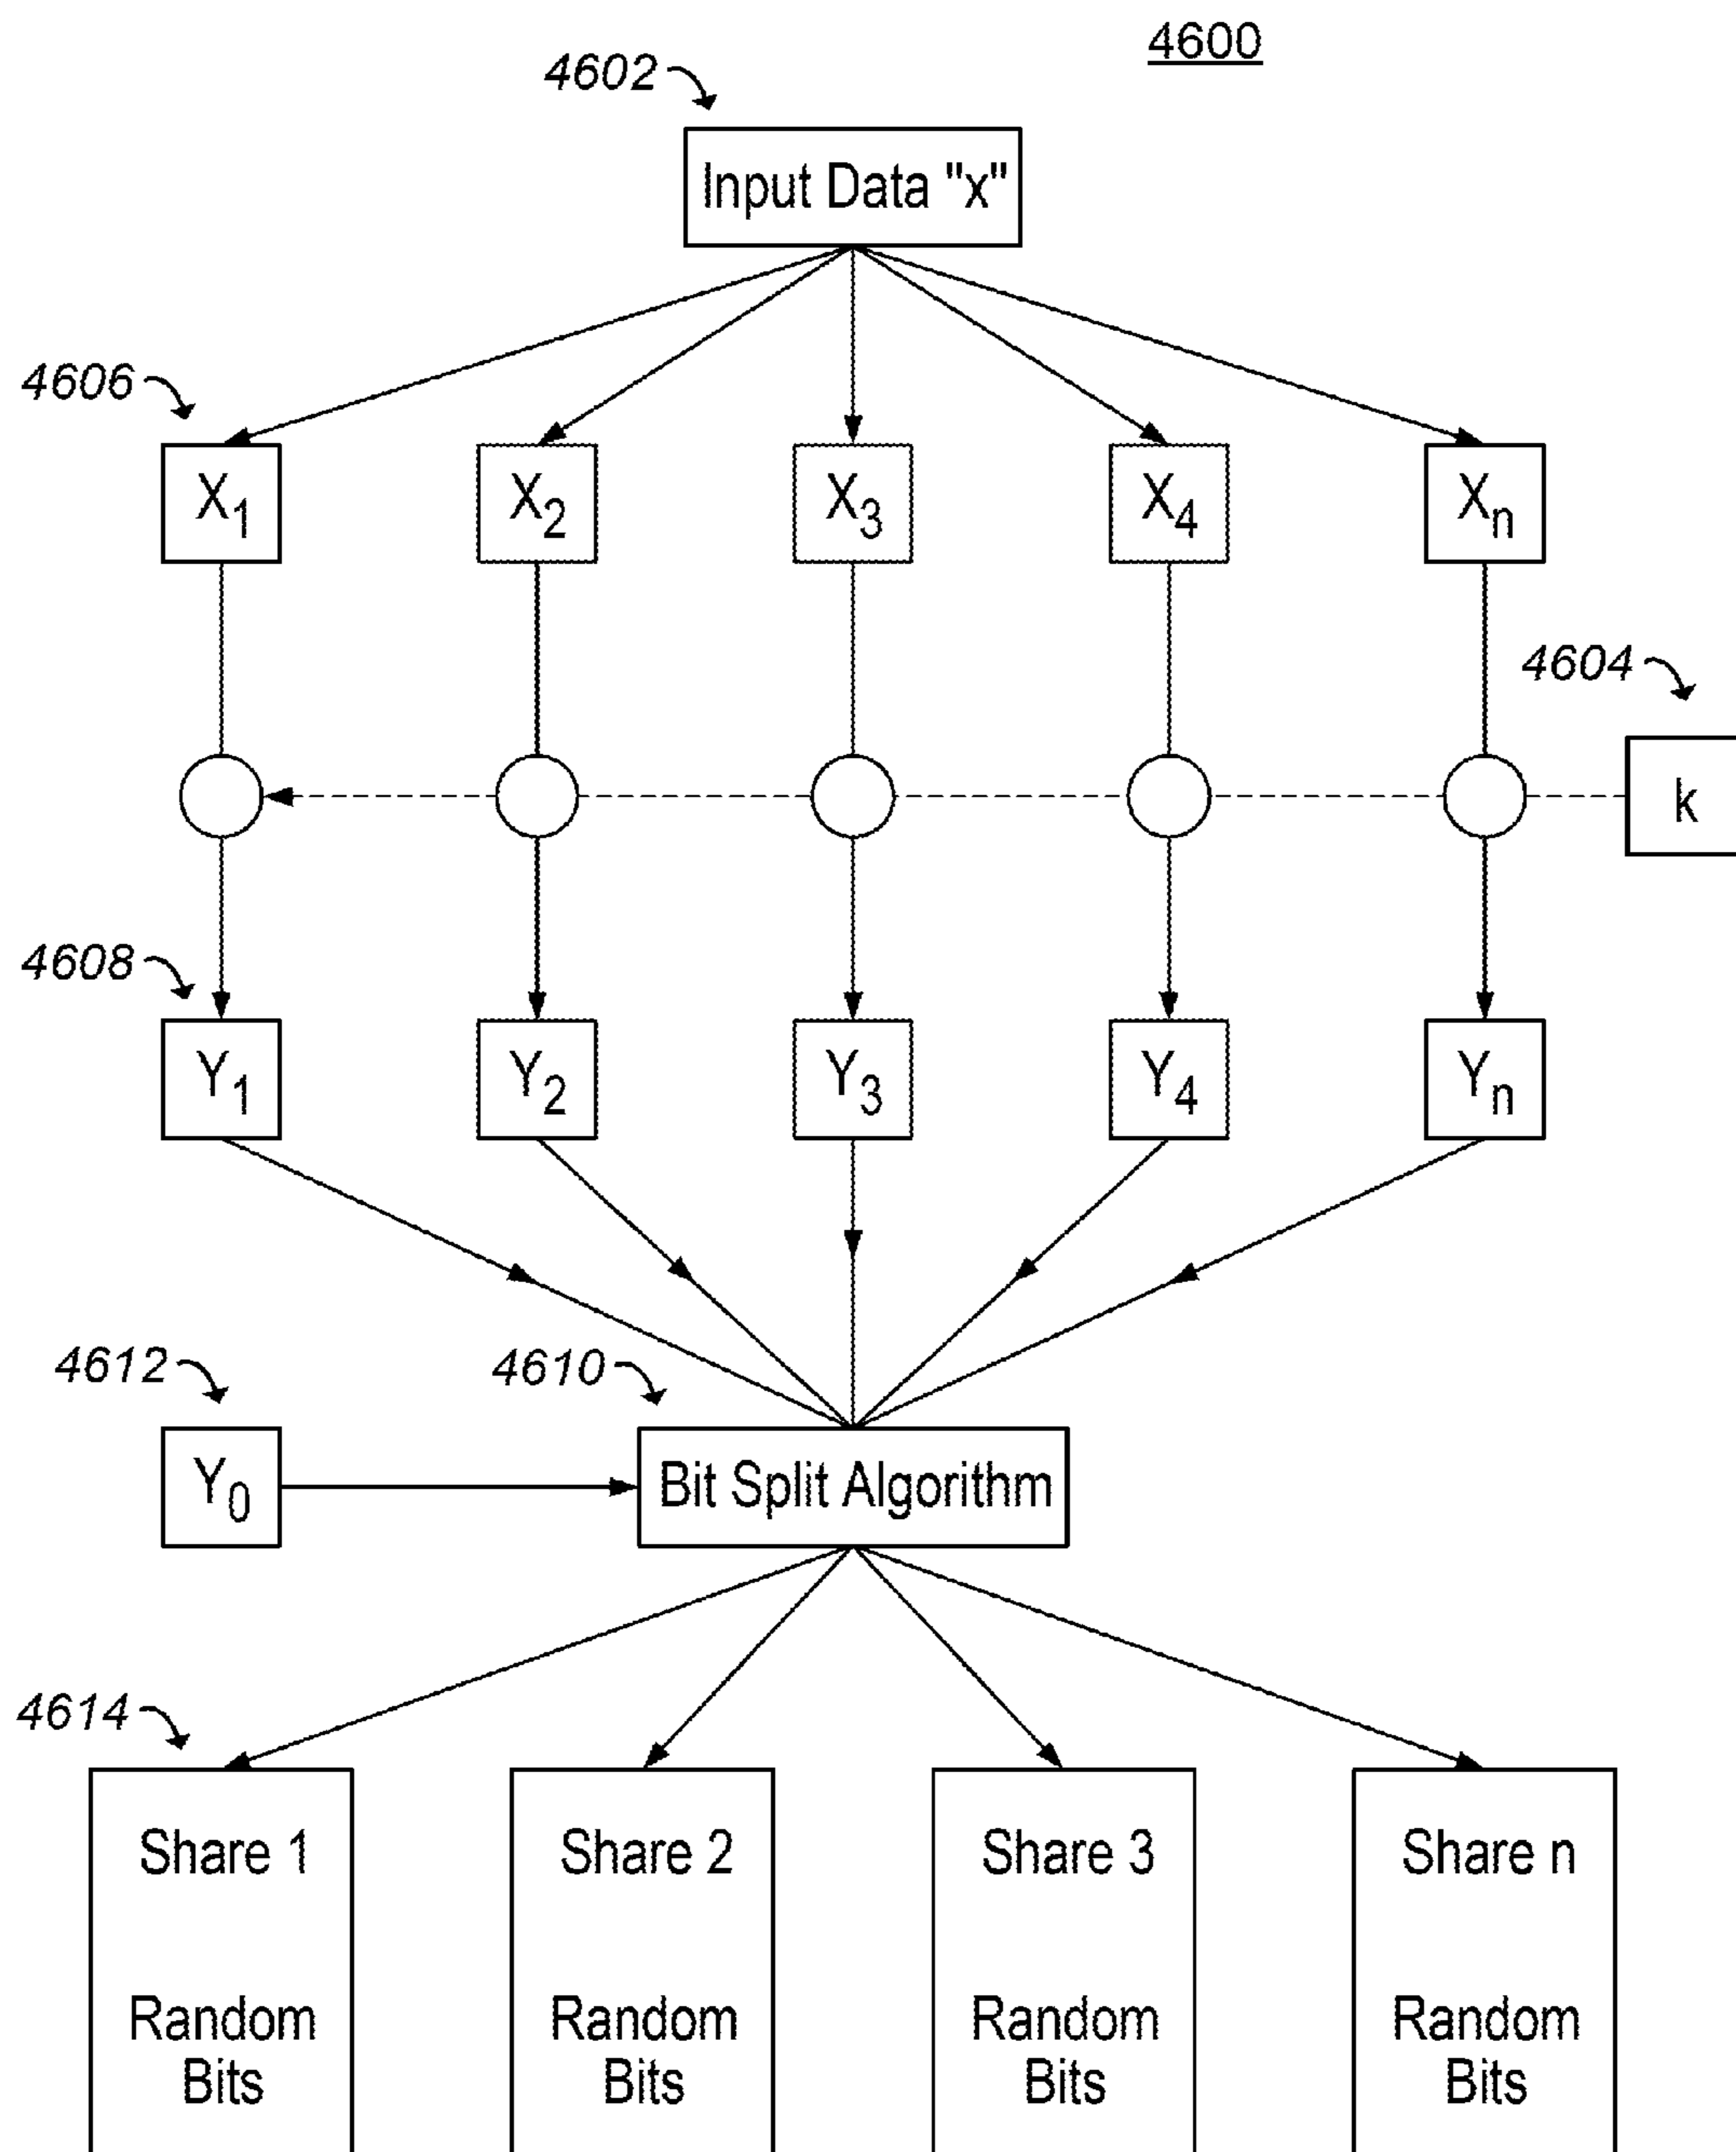 4600
4602
Input Data "x"
4606
X₁ X₂ X₃ X₄ Xₙ
4604
k
4608
Y₁ Y₂ Y₃ Y₄ Yₙ
4612
4610
Y₀
Bit Split Algorithm
4614
Share 1 Share 2 Share 3 Share n
Random Random Random Random
Bits Bits Bits Bits